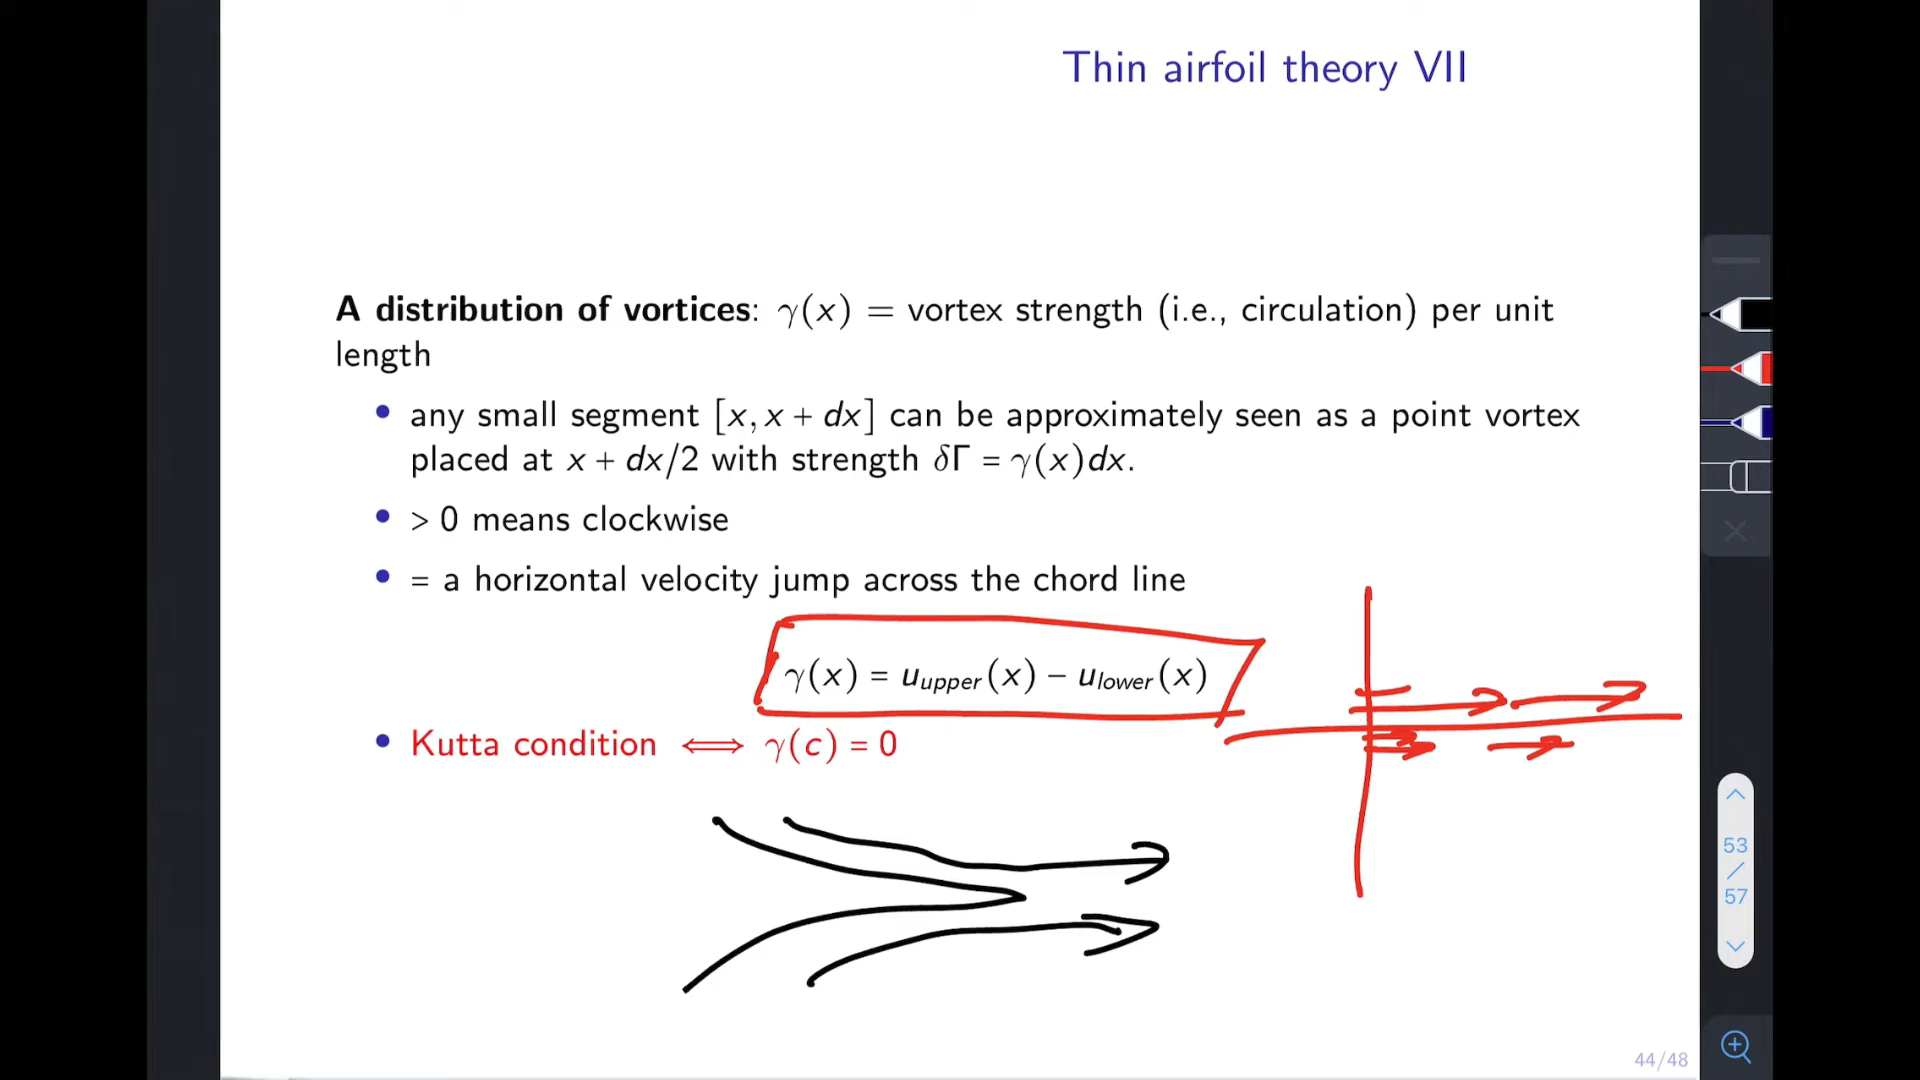 Thin airfoil theory VII
A distribution of vortices: γ(x) = vortex strength (i.e., circulation) per unit
length
• any small segment [x, x + dx] can be approximately seen as a point vortex
placed at x + dx/2 with strength δΓ = γ(x)dx.
• > 0 means clockwise
• = a horizontal velocity jump across the chord line
γ(x) = u_upper(x) − u_lower(x)
• Kutta condition ⟺ γ(c) = 0
53
/
57
44/48